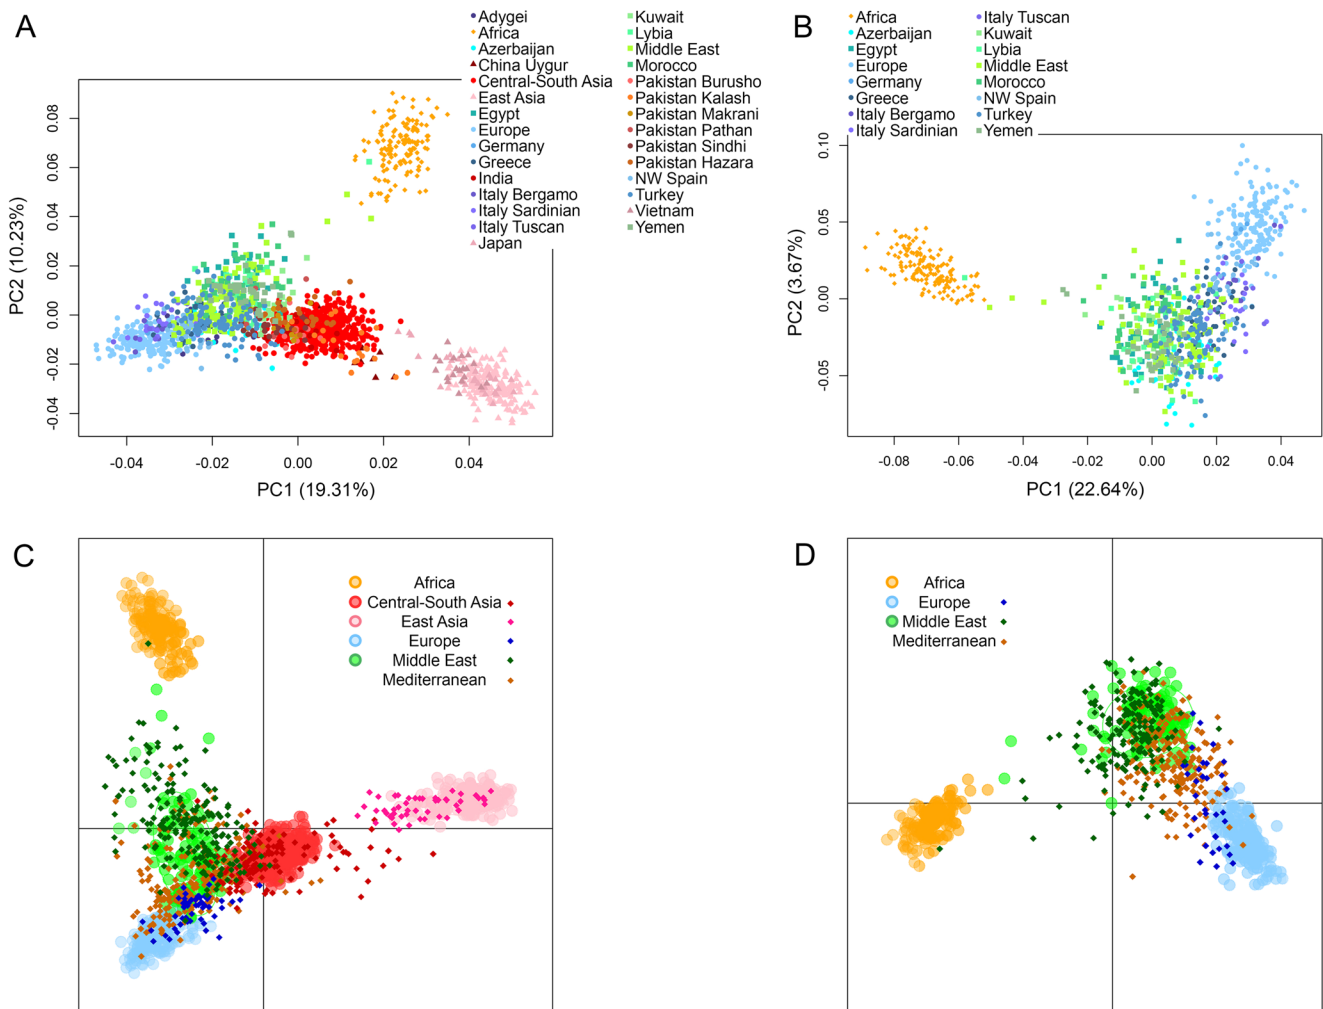 A
Adygei
Africa
Azerbaijan
China Uygur
Central-South Asia
East Asia
Egypt
Europe
Germany
Greece
India
Italy Bergamo
Italy Sardinian
Italy Tuscan
Japan
Kuwait
Lybia
Middle East
Morocco
Pakistan Burusho
Pakistan Kalash
Pakistan Makrani
Pakistan Pathan
Pakistan Sindhi
Pakistan Hazara
NW Spain
Turkey
Vietnam
Yemen
PC2 (10.23%)
0.08
0.06
0.04
0.02
0.00
-0.02
-0.04
-0.04
-0.02
0.00
0.02
0.04
PC1 (19.31%)
B
Africa
Azerbaijan
Egypt
Europe
Germany
Greece
Italy Bergamo
Italy Sardinian
Italy Tuscan
Kuwait
Lybia
Middle East
Morocco
NW Spain
Turkey
Yemen
PC2 (3.67%)
0.10
0.05
0.00
-0.05
-0.08
-0.06
-0.04
-0.02
0.00
0.02
0.04
PC1 (22.64%)
C
Africa
Central-South Asia
East Asia
Europe
Middle East
Mediterranean
D
Africa
Europe
Middle East
Mediterranean